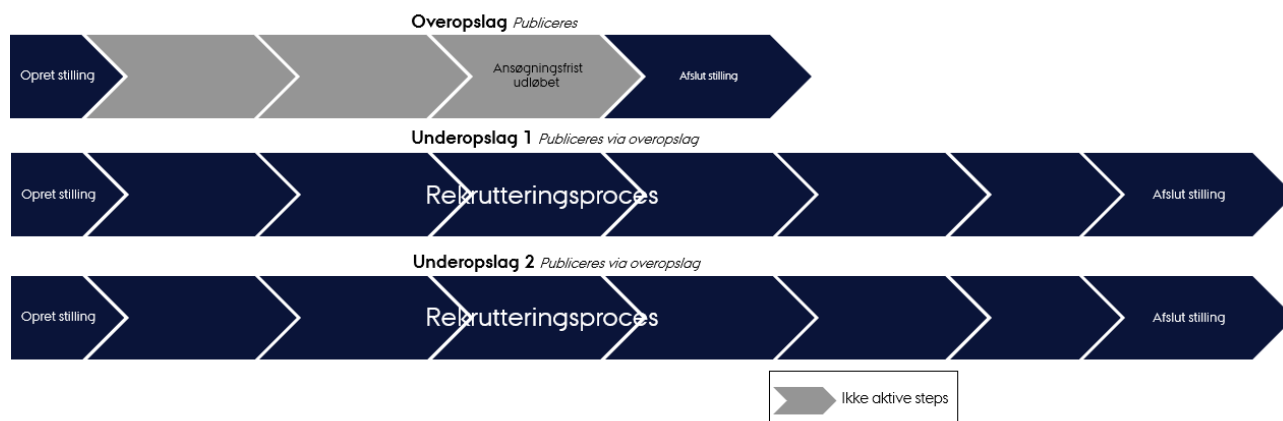 Overopslag Publiceres
Opret stilling
Ansøgningsfrist
udløbet
Afslut stilling
Underopslag 1 Publiceres via overopslag
Opret stilling
Rekrutteringsproces
Afslut stilling
Underopslag 2 Publiceres via overopslag
Opret stilling
Rekrutteringsproces
Afslut stilling
Ikke aktive steps